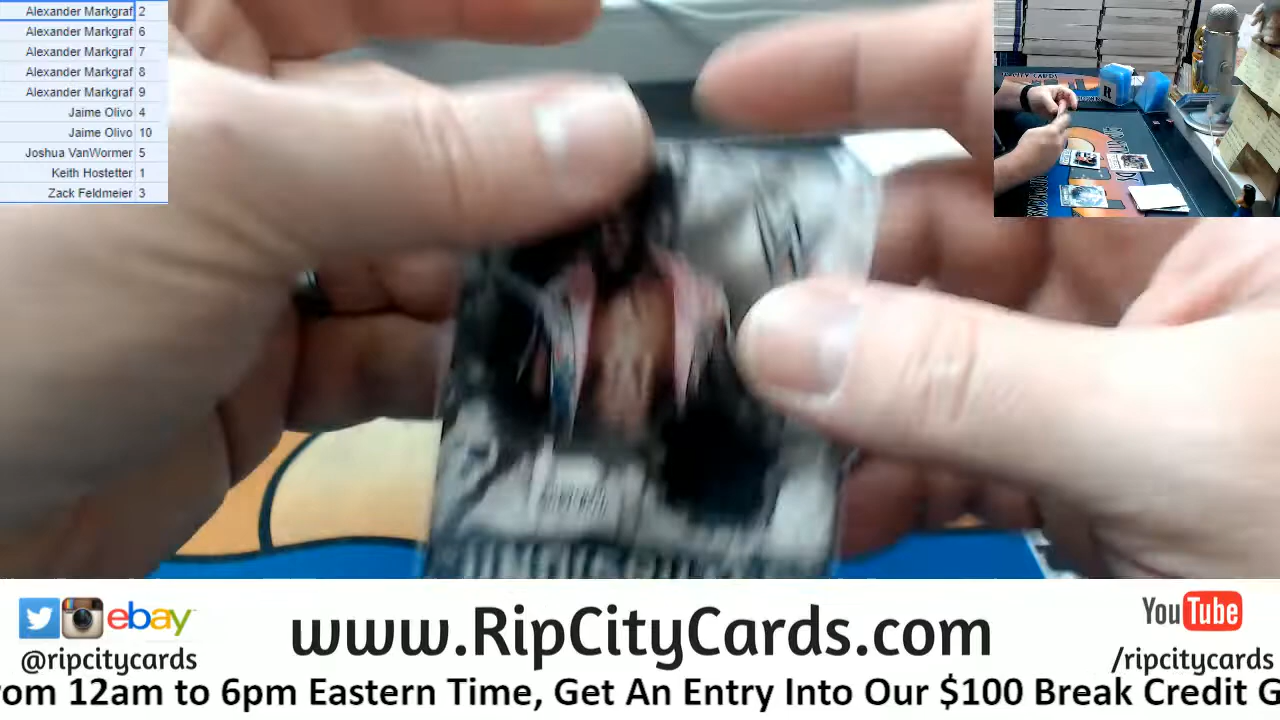 Alexander Markgraf 2
Alexander Markgraf 6
Alexander Markgraf 7
Alexander Markgraf 8
Alexander Markgraf 9
Jaime Olivo 4
Jaime Olivo 10
Joshua VanWormer 5
Keith Hostetter 1
Zack Feldmeier 3
ebay
@ripcitycards
www.RipCityCards.com
YouTube
/ripcitycards
rom 12am to 6pm Eastern Time, Get An Entry Into Our $100 Break Credit G